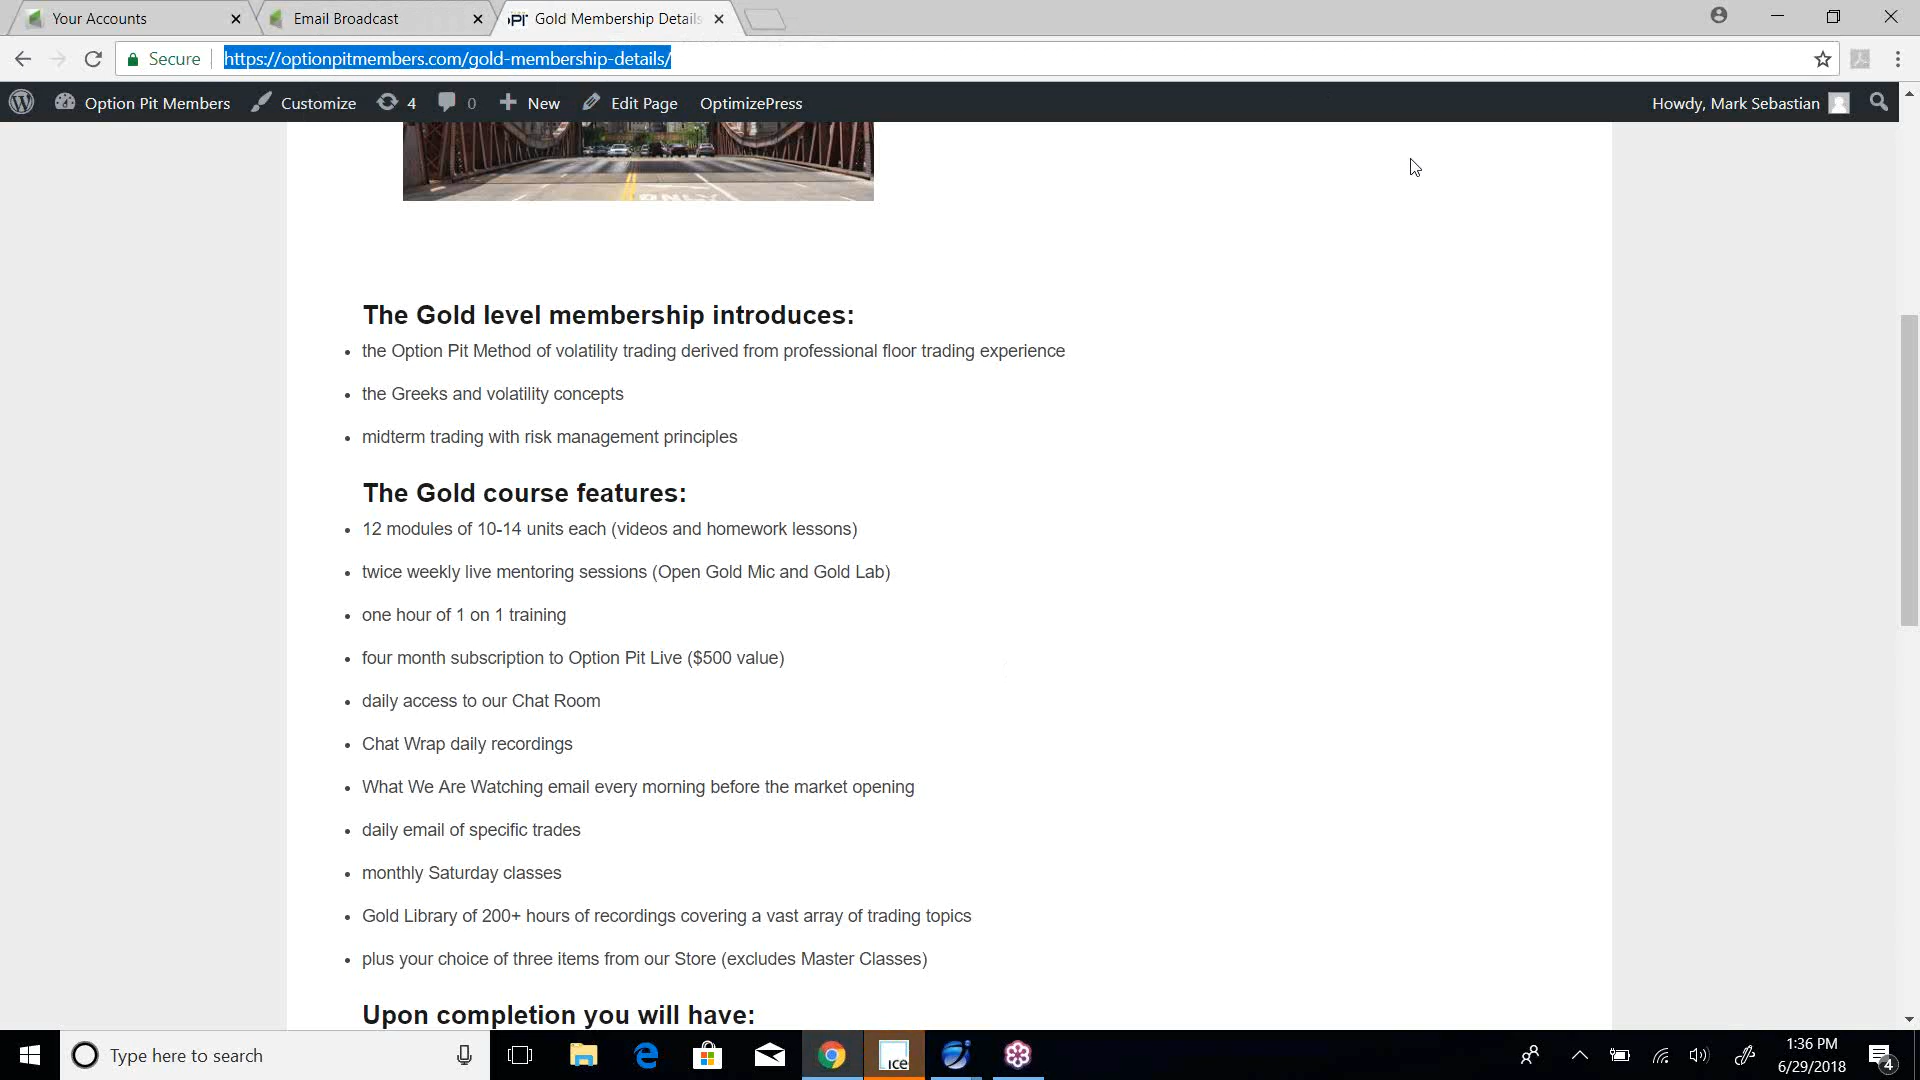 Your Accounts
Email Broadcast
Gold Membership Details
Secure
https://optionpitmembers.com/gold-membership-details/
Option Pit Members
Customize
4
0
New
Edit Page
OptimizePress
Howdy, Mark Sebastian
ONLY
The Gold level membership introduces:
the Option Pit Method of volatility trading derived from professional floor trading experience
the Greeks and volatility concepts
midterm trading with risk management principles
The Gold course features:
12 modules of 10-14 units each (videos and homework lessons)
twice weekly live mentoring sessions (Open Gold Mic and Gold Lab)
one hour of 1 on 1 training
four month subscription to Option Pit Live ($500 value)
daily access to our Chat Room
Chat Wrap daily recordings
What We Are Watching email every morning before the market opening
daily email of specific trades
monthly Saturday classes
Gold Library of 200+ hours of recordings covering a vast array of trading topics
plus your choice of three items from our Store (excludes Master Classes)
Upon completion you will have:
Type here to search
ice
1:36 PM
6/29/2018
4